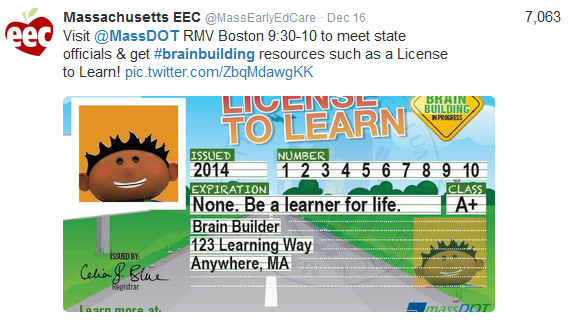 eec
Massachusetts EEC @MassEarlyEdCare · Dec 16
7,063
Visit @MassDOT RMV Boston 9:30-10 to meet state
officials & get #brainbuilding resources such as a License
to Learn! pic.twitter.com/ZbqMdawgKK
LICENSE
TO LEARN
BRAIN
BUILDING
IN PROGRESS
ISSUED
2014
NUMBER
1 2 3 4 5 6 7 8 9 10
EXPIRATION
None. Be a learner for life.
CLASS
A+
Brain Builder
123 Learning Way
Anywhere, MA
ISSUED BY:
Celia J. Blue
Registrar
Learn more at:
massDOT